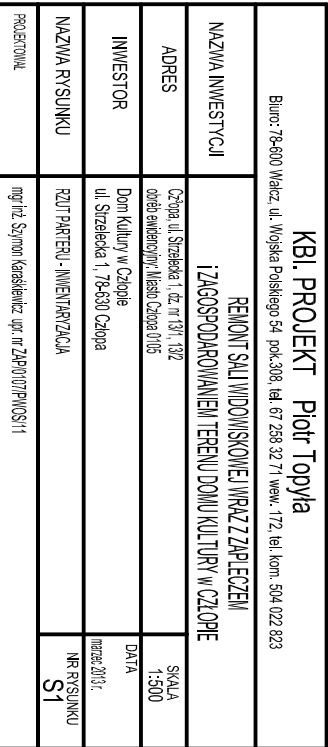 KBI. PROJEKT Piotr Topyła
Biuro: 78-600 Wałcz, ul. Wojska Polskiego 54 pok.308, tel. 67 258 32 71 wew. 172, tel. kom. 504 022 823
NAZWA INWESTYCJI
REMONT SALI WIDOWISKOWEJ WRAZ Z ZAPLECZEM
i ZAGOSPODAROWANIEM TERENU DOMU KULTURY w CZŁOPIE
ADRES
Cz³opa, ul. Strzelecka 1, dz. nr 13/1, 13/2
obręb ewidencyjny: Miasto Człopa 0105
SKALA
1:500
INWESTOR
Dom Kultury w Człopie
ul. Strzelecka 1, 78-630 Człopa
DATA
marzec 2013 r.
NAZWA RYSUNKU
RZUT PARTERU - INWENTARYZACJA
NR RYSUNKU
S1
PROJEKTOWAŁ
mgr inż. Szymon Karaśkiewicz upr. nr ZAP/0107/PWOS/11